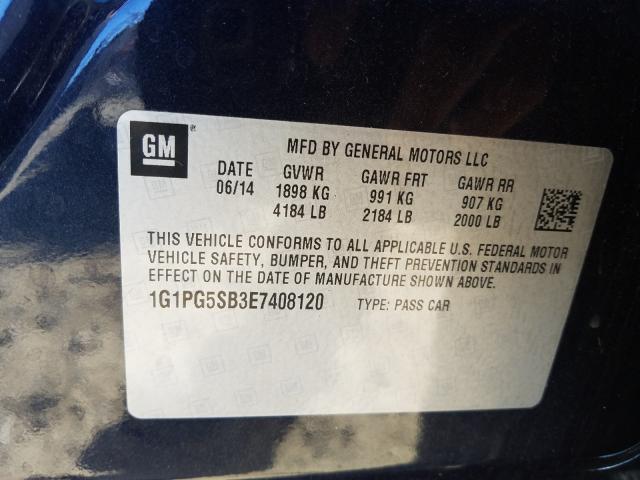 GM
MFD BY GENERAL MOTORS LLC
DATE GVWR GAWR FRT GAWR RR
06/14 1898 KG 991 KG 907 KG
4184 LB 2184 LB 2000 LB
THIS VEHICLE CONFORMS TO ALL APPLICABLE U.S. FEDERAL MOTOR
VEHICLE SAFETY, BUMPER, AND THEFT PREVENTION STANDARDS IN
EFFECT ON THE DATE OF MANUFACTURE SHOWN ABOVE.
1G1PG5SB3E7408120 TYPE: PASS CAR